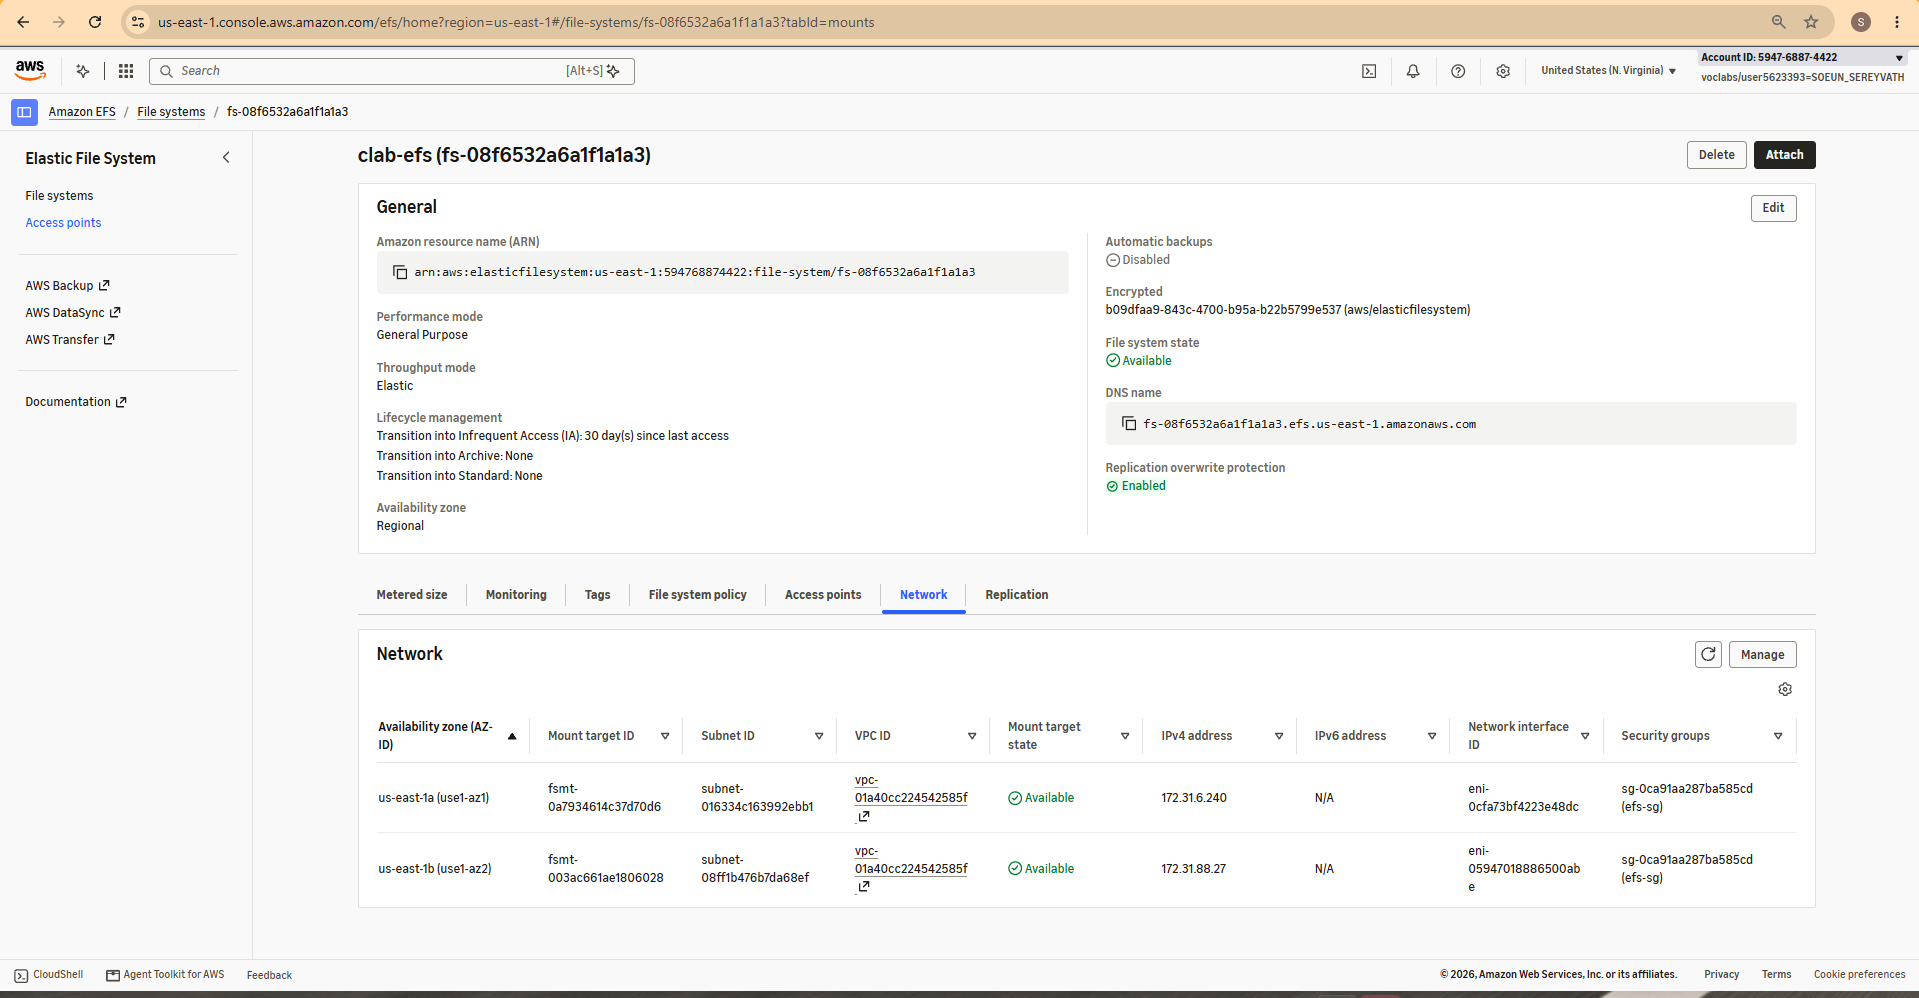 us-east-1.console.aws.amazon.com/efs/home?region=us-east-1#/file-systems/fs-08f6532a6a1f1a1a3?tabId=mounts
S
aws
Search
[Alt+S]
United States (N. Virginia)
Account ID: 5947-6887-4422
voclabs/user5623393=SOEUN_SEREYVATH
Amazon EFS / File systems / fs-08f6532a6a1f1a1a3
Elastic File System
File systems
Access points
AWS Backup
AWS DataSync
AWS Transfer
Documentation
clab-efs (fs-08f6532a6a1f1a1a3)
Delete
Attach
General
Edit
Amazon resource name (ARN)
arn:aws:elasticfilesystem:us-east-1:594768874422:file-system/fs-08f6532a6a1f1a1a3
Performance mode
General Purpose
Throughput mode
Elastic
Lifecycle management
Transition into Infrequent Access (IA): 30 day(s) since last access
Transition into Archive: None
Transition into Standard: None
Availability zone
Regional
Automatic backups
Disabled
Encrypted
b09dfaa9-843c-4700-b95a-b22b5799e537 (aws/elasticfilesystem)
File system state
Available
DNS name
fs-08f6532a6a1f1a1a3.efs.us-east-1.amazonaws.com
Replication overwrite protection
Enabled
Metered size
Monitoring
Tags
File system policy
Access points
Network
Replication
Network
Manage
Availability zone (AZ-
ID)
Mount target ID
Subnet ID
VPC ID
Mount target
state
IPv4 address
IPv6 address
Network interface
ID
Security groups
us-east-1a (use1-az1)
fsmt-
0a7934614c37d70d6
subnet-
016334c163992ebb1
vpc-
01a40cc224542585f
Available
172.31.6.240
N/A
eni-
0cfa73bf4223e48dc
sg-0ca91aa287ba585cd
(efs-sg)
us-east-1b (use1-az2)
fsmt-
003ac661ae1806028
subnet-
08ff1b476b7da68ef
vpc-
01a40cc224542585f
Available
172.31.88.27
N/A
eni-
05947018886500ab
e
sg-0ca91aa287ba585cd
(efs-sg)
CloudShell
Agent Toolkit for AWS
Feedback
© 2026, Amazon Web Services, Inc. or its affiliates.
Privacy
Terms
Cookie preferences